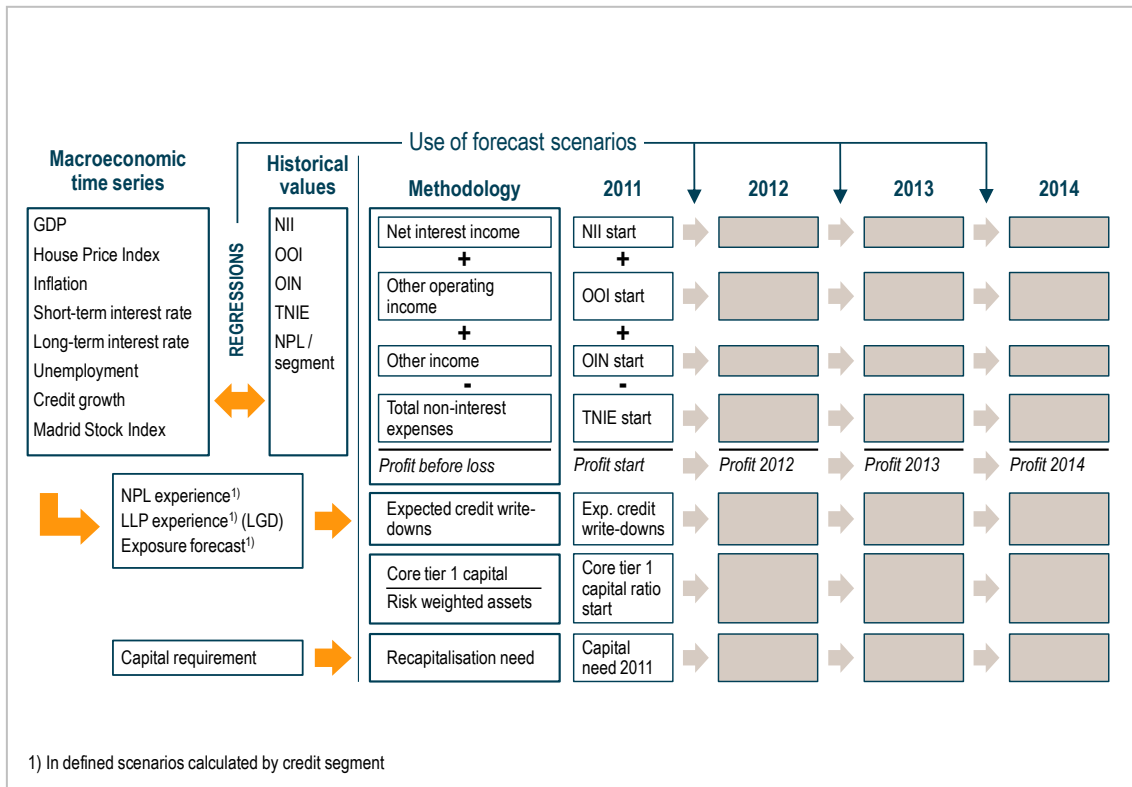 Use of forecast scenarios
Macroeconomic
time series
Historical
values
Methodology
2011
2012
2013
2014
GDP
House Price Index
Inflation
Short-term interest rate
Long-term interest rate
Unemployment
Credit growth
Madrid Stock Index
REGRESSIONS
NII
OOI
OIN
TNIE
NPL /
segment
Net interest income
+
Other operating
income
+
Other income
-
Total non-interest
expenses
Profit before loss
NII start
+
OOI start
+
OIN start
-
TNIE start
Profit start
Profit 2012
Profit 2013
Profit 2014
NPL experience1)
LLP experience1) (LGD)
Exposure forecast1)
Expected credit write-
downs
Exp. credit
write-downs
Core tier 1 capital
Risk weighted assets
Core tier 1
capital ratio
start
Capital requirement
Recapitalisation need
Capital
need 2011
1) In defined scenarios calculated by credit segment